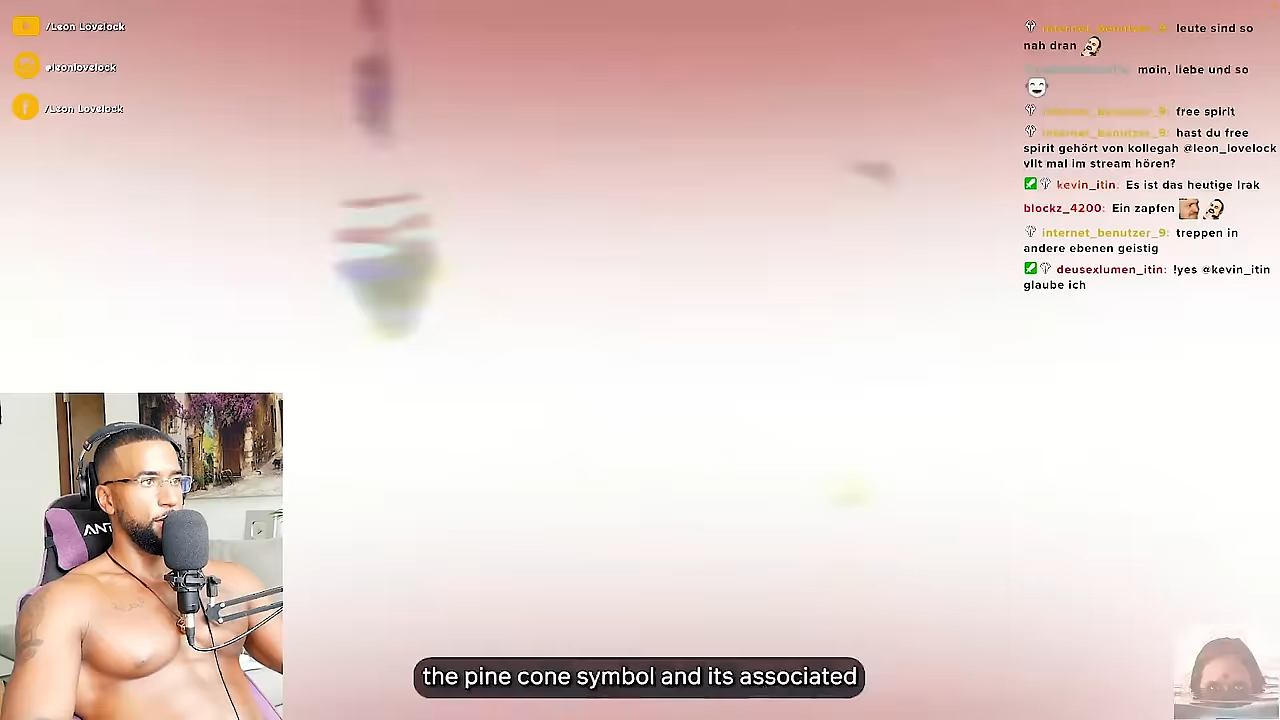 /Leon Lovelock
leonlovelock
/Leon Lovelock
internet_benutzer_9: leute sind so
nah dran
moin, liebe und so
internet_benutzer_9: free spirit
internet_benutzer_9: hast du free
spirit gehört von kollegah @leon_lovelock
vllt mal im stream hören?
kevin_itin: Es ist das heutige Irak
blockz_4200: Ein zapfen
internet_benutzer_9: treppen in
andere ebenen geistig
deusexlumen_itin: !yes @kevin_itin
glaube ich
ANT
the pine cone symbol and its associated